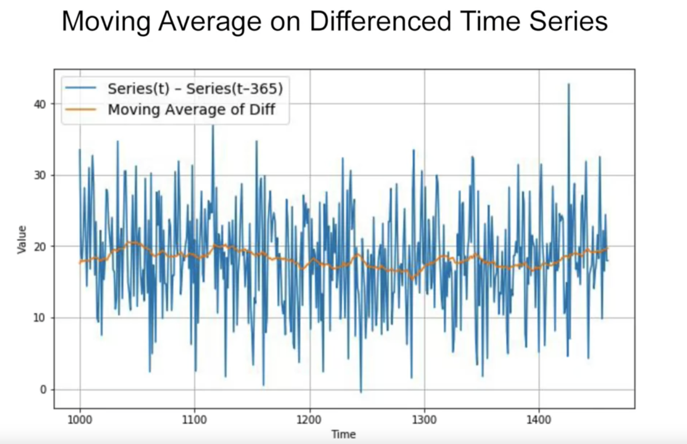 Moving Average on Differenced Time Series
Series(t) – Series(t–365)
Moving Average of Diff
Value
40
30
20
10
0
1000 1100 1200 1300 1400
Time